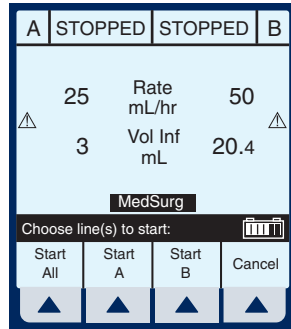 A STOPPED STOPPED B
25 Rate mL/hr 50
3 Vol Inf mL 20.4
MedSurg
Choose line(s) to start:
Start All Start A Start B Cancel